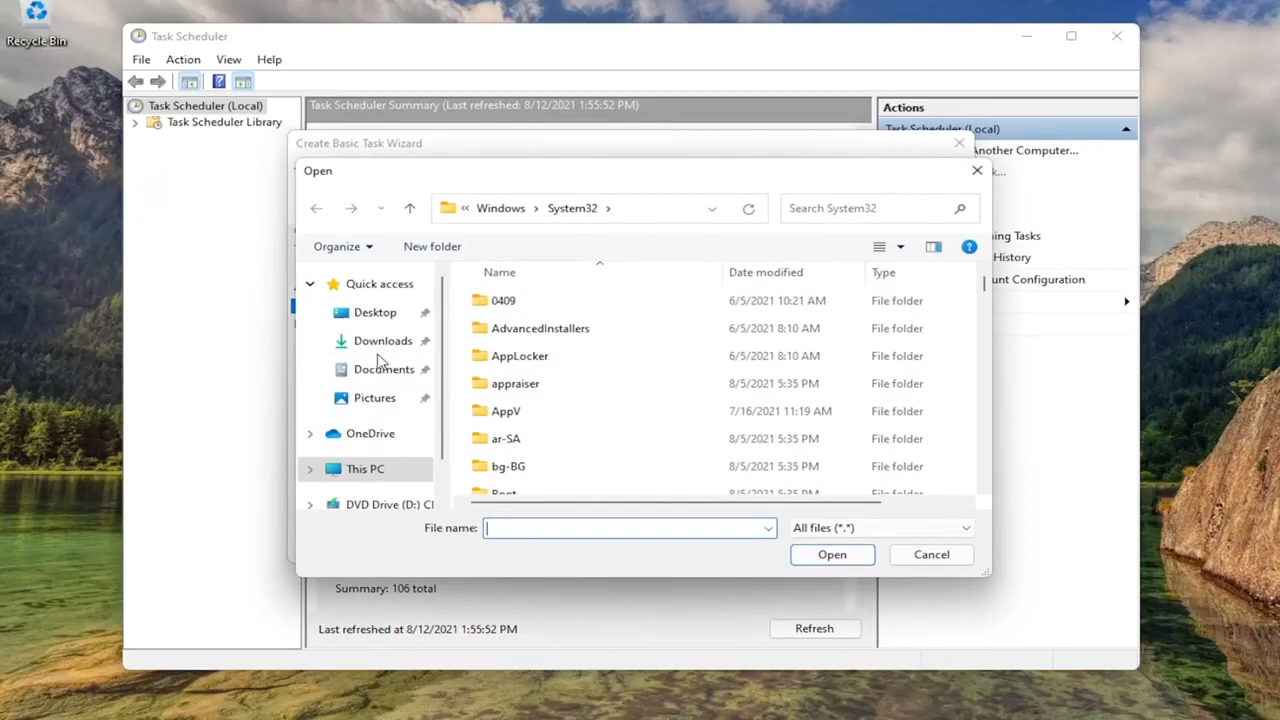 Recycle Bin
Task Scheduler
File Action View Help
Task Scheduler (Local)
Task Scheduler Library
Task Scheduler Summary (Last refreshed: 8/12/2021 1:55:52 PM)
Actions
Task Scheduler (Local)
Another Computer...
...
ing Tasks
History
unt Configuration
Create Basic Task Wizard
Open
« Windows > System32 >
Search System32
Organize
New folder
Quick access
Desktop
Downloads
Documents
Pictures
OneDrive
This PC
DVD Drive (D:) C
Name Date modified Type
0409 6/5/2021 10:21 AM File folder
AdvancedInstallers 6/5/2021 8:10 AM File folder
AppLocker 6/5/2021 8:10 AM File folder
appraiser 8/5/2021 5:35 PM File folder
AppV 7/16/2021 11:19 AM File folder
ar-SA 8/5/2021 5:35 PM File folder
bg-BG 8/5/2021 5:35 PM File folder
Boot 8/5/2021 5:35 PM File folder
File name:
All files (*.*)
Open
Cancel
Summary: 106 total
Last refreshed at 8/12/2021 1:55:52 PM
Refresh